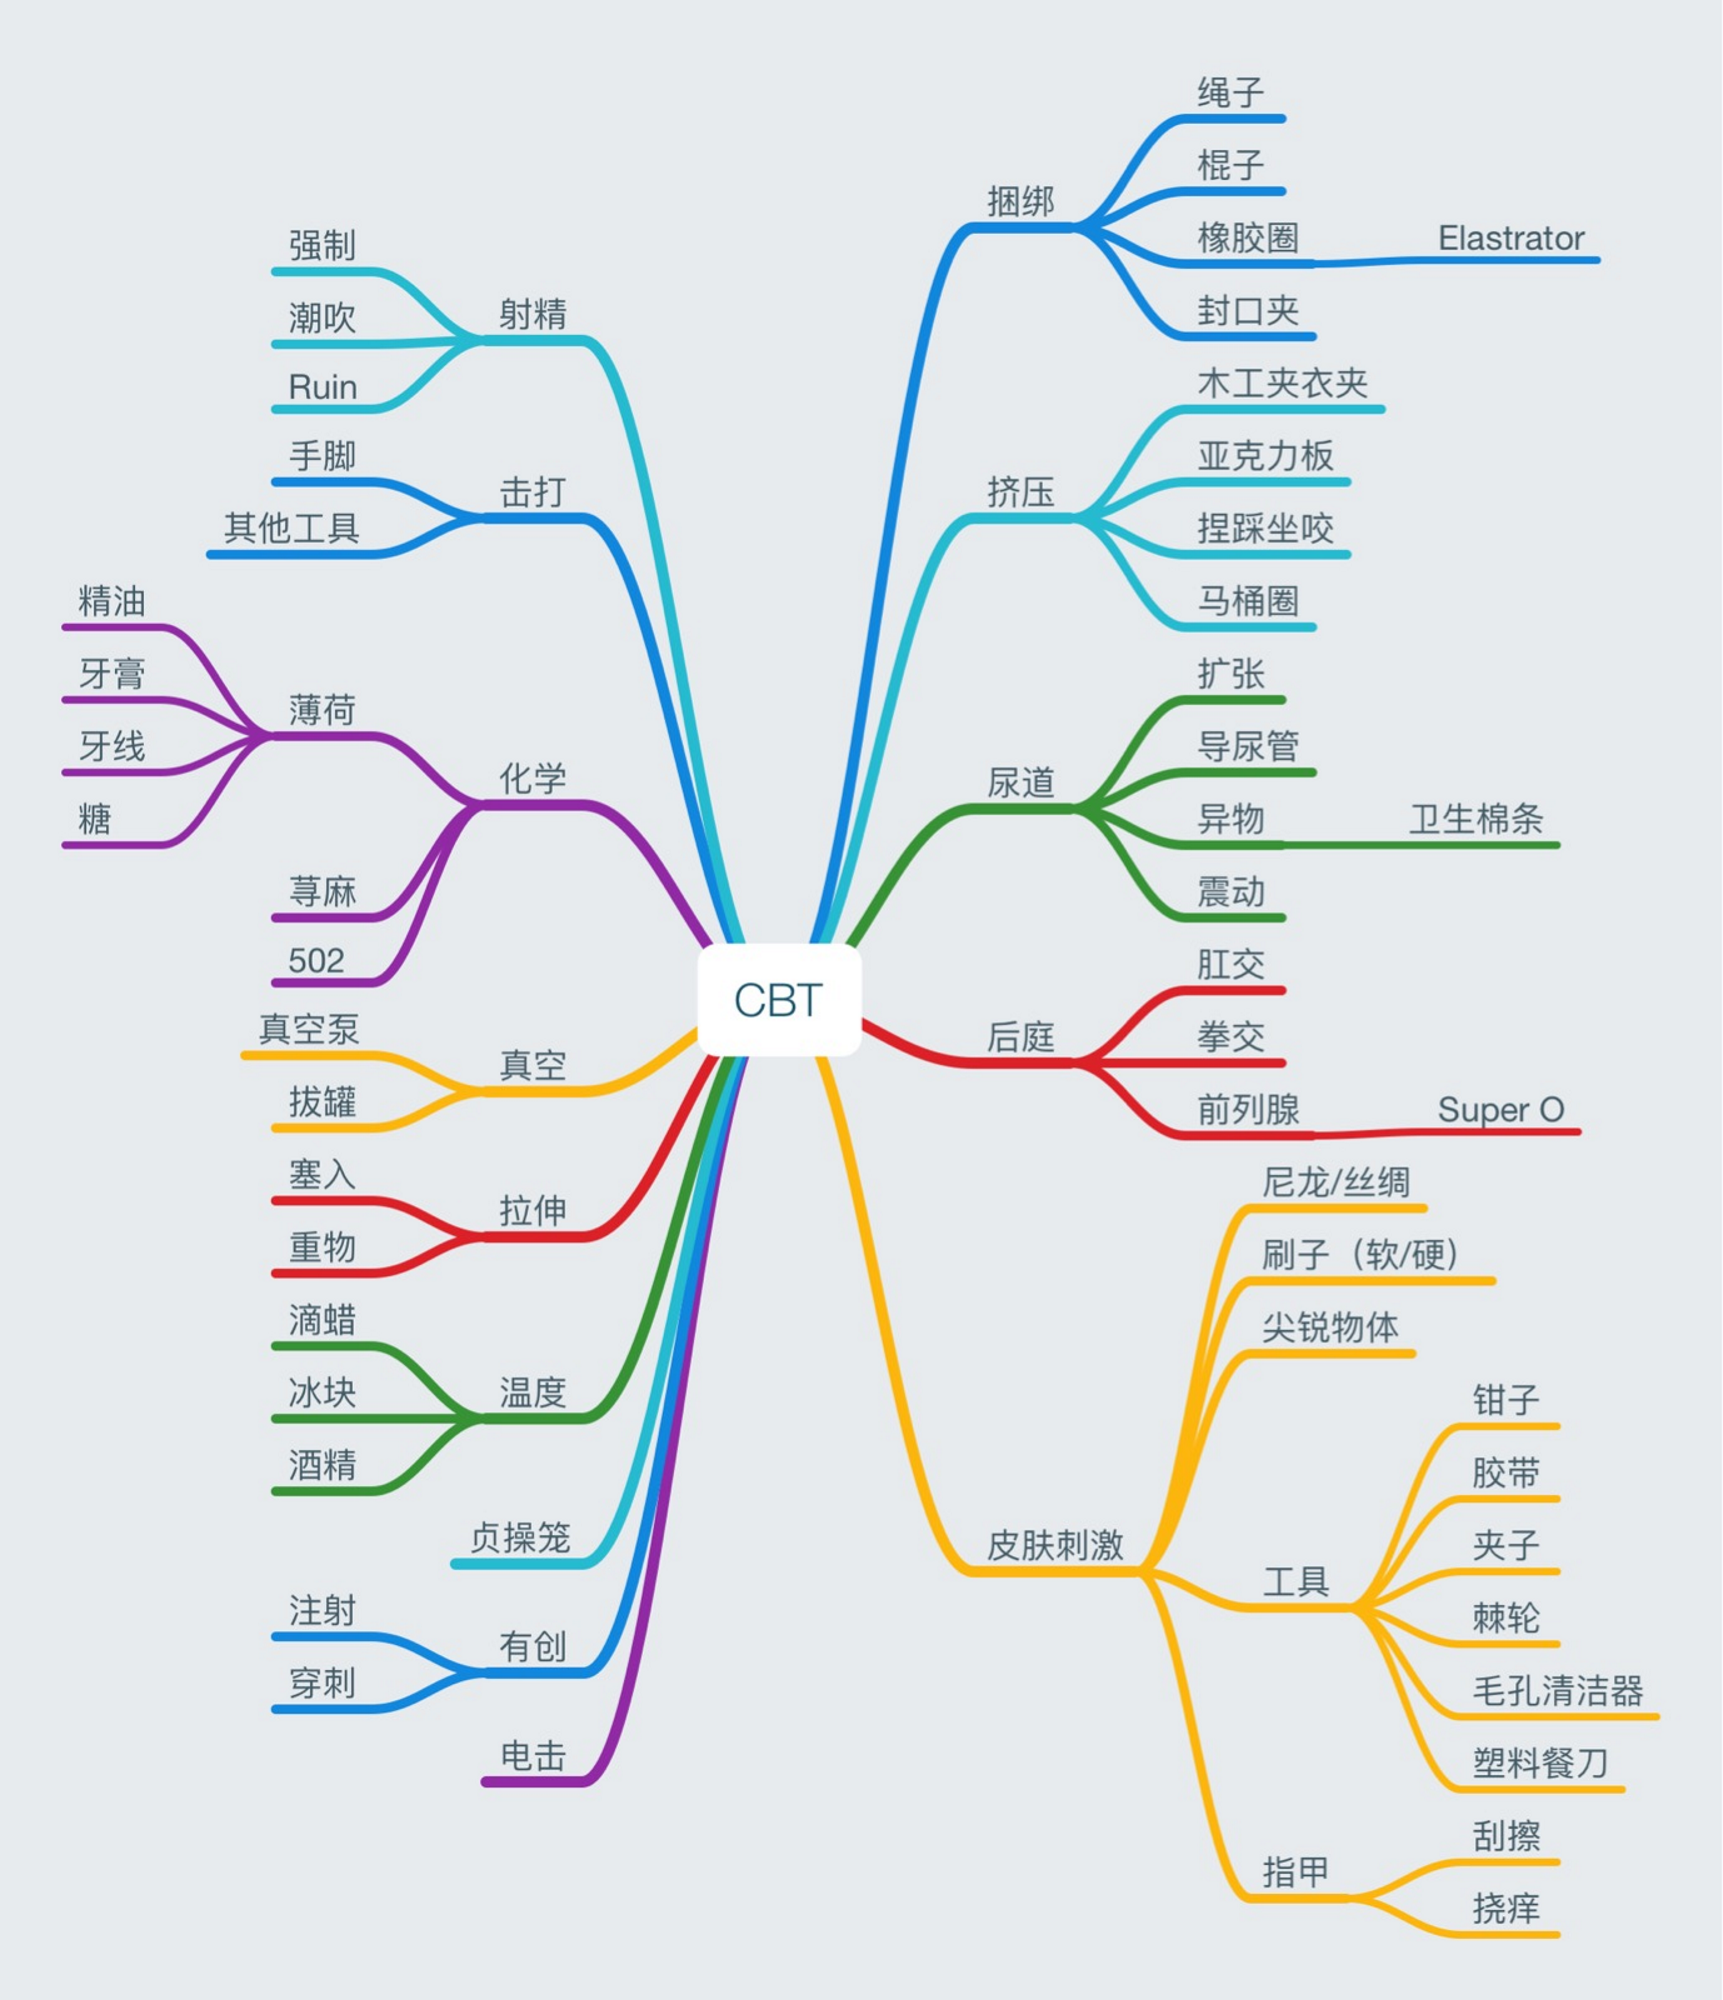 CBT
捆绑
绳子
棍子
橡胶圈
Elastrator
封口夹
挤压
木工夹衣夹
亚克力板
捏踩坐咬
马桶圈
尿道
扩张
导尿管
异物
卫生棉条
震动
后庭
肛交
拳交
前列腺
Super O
皮肤刺激
尼龙/丝绸
刷子（软/硬）
尖锐物体
工具
钳子
胶带
夹子
棘轮
毛孔清洁器
塑料餐刀
指甲
刮擦
挠痒
射精
强制
潮吹
Ruin
击打
手脚
其他工具
化学
薄荷
精油
牙膏
牙线
糖
荨麻
502
真空
真空泵
拔罐
拉伸
塞入
重物
温度
滴蜡
冰块
酒精
贞操笼
有创
注射
穿刺
电击